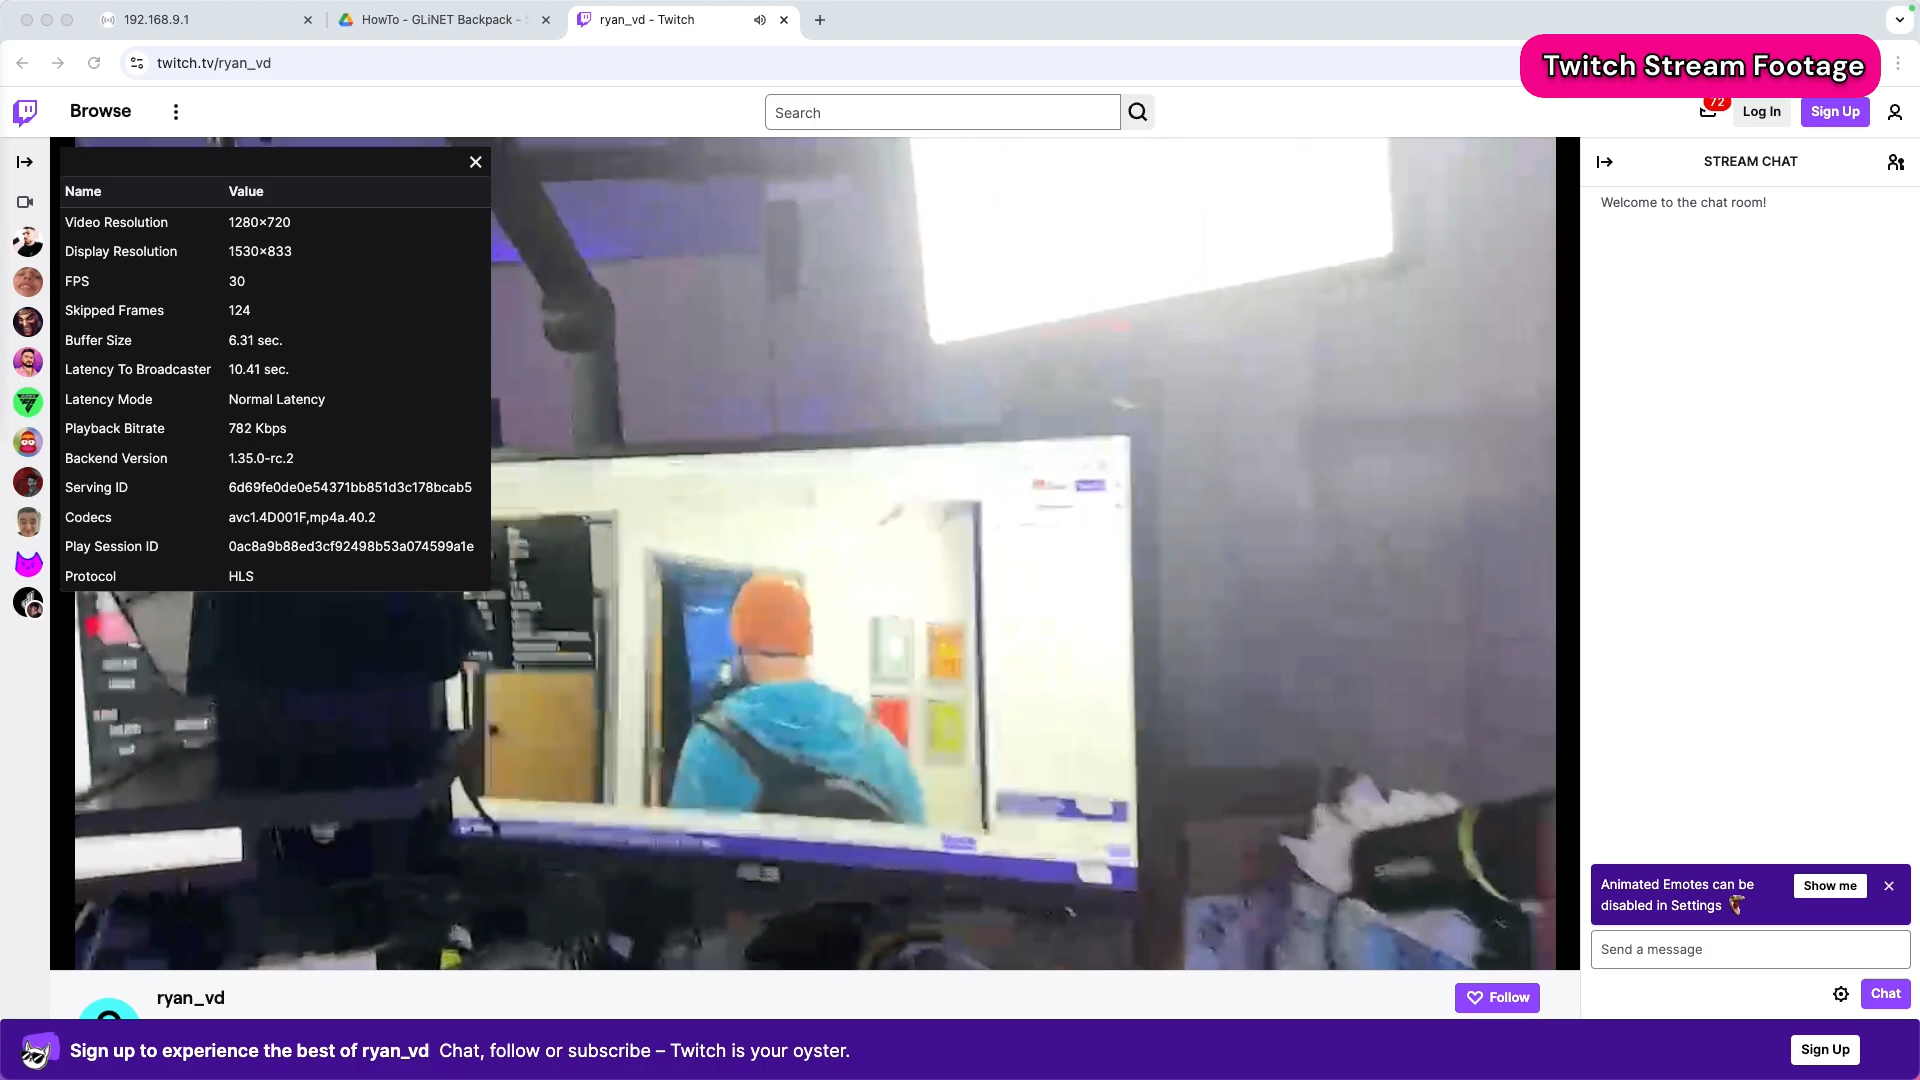 192.168.9.1
HowTo - GLiNET Backpack -
ryan_vd - Twitch
twitch.tv/ryan_vd
Twitch Stream Footage
Browse
Search
72
Log In
Sign Up
STREAM CHAT
Welcome to the chat room!
Name Value
Video Resolution 1280×720
Display Resolution 1530×833
FPS 30
Skipped Frames 124
Buffer Size 6.31 sec.
Latency To Broadcaster 10.41 sec.
Latency Mode Normal Latency
Playback Bitrate 782 Kbps
Backend Version 1.35.0-rc.2
Serving ID 6d69fe0de0e54371bb851d3c178bcab5
Codecs avc1.4D001F,mp4a.40.2
Play Session ID 0ac8a9b88ed3cf92498b53a074599a1e
Protocol HLS
Animated Emotes can be
disabled in Settings
Show me
Send a message
Chat
ryan_vd
Follow
Sign up to experience the best of ryan_vd Chat, follow or subscribe – Twitch is your oyster.
Sign Up